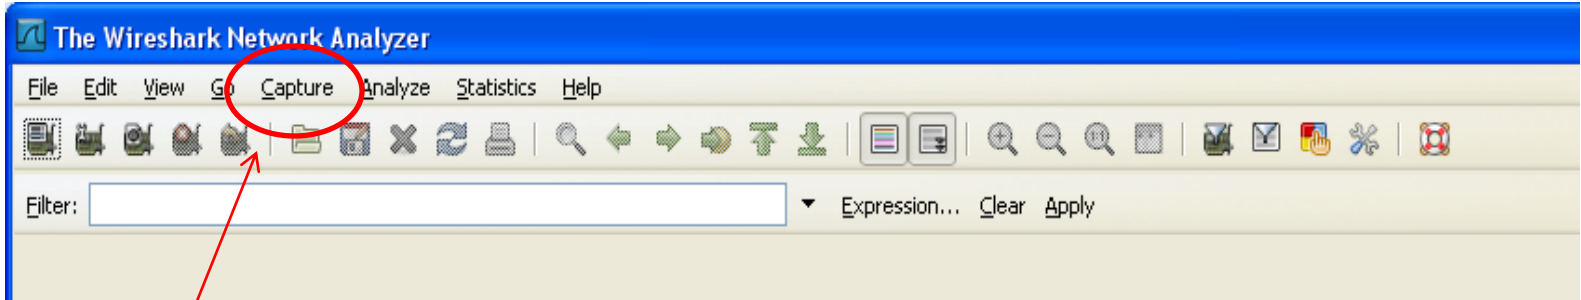 The Wireshark Network Analyzer
File Edit View Go Capture Analyze Statistics Help
Filter: Expression... Clear Apply